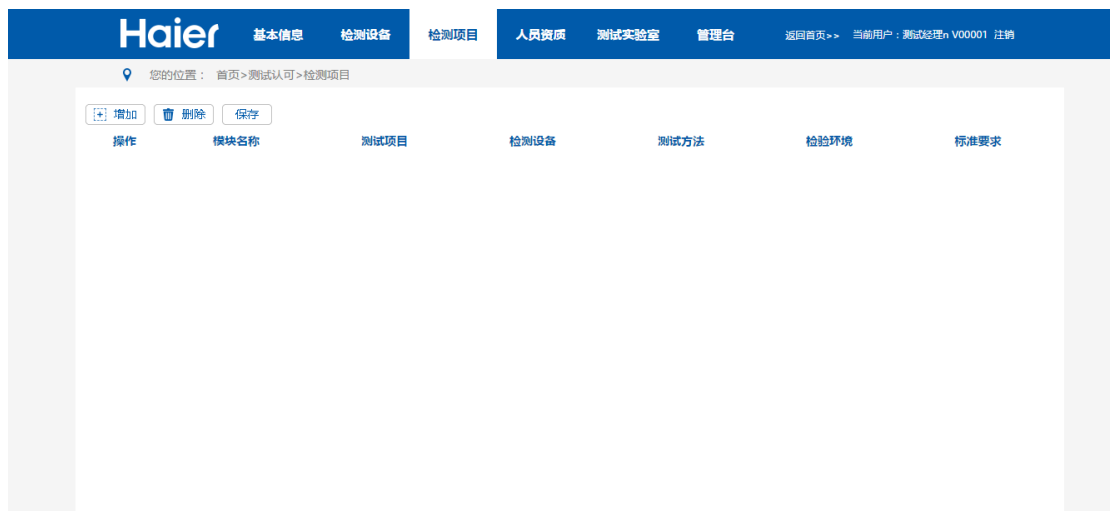 Haier 基本信息 检测设备 检测项目 人员资质 测试实验室 管理台 返回首页>> 当前用户：测试经理n V00001 注销
您的位置： 首页>测试认可>检测项目
增加 删除 保存
操作 模块名称 测试项目 检测设备 测试方法 检验环境 标准要求